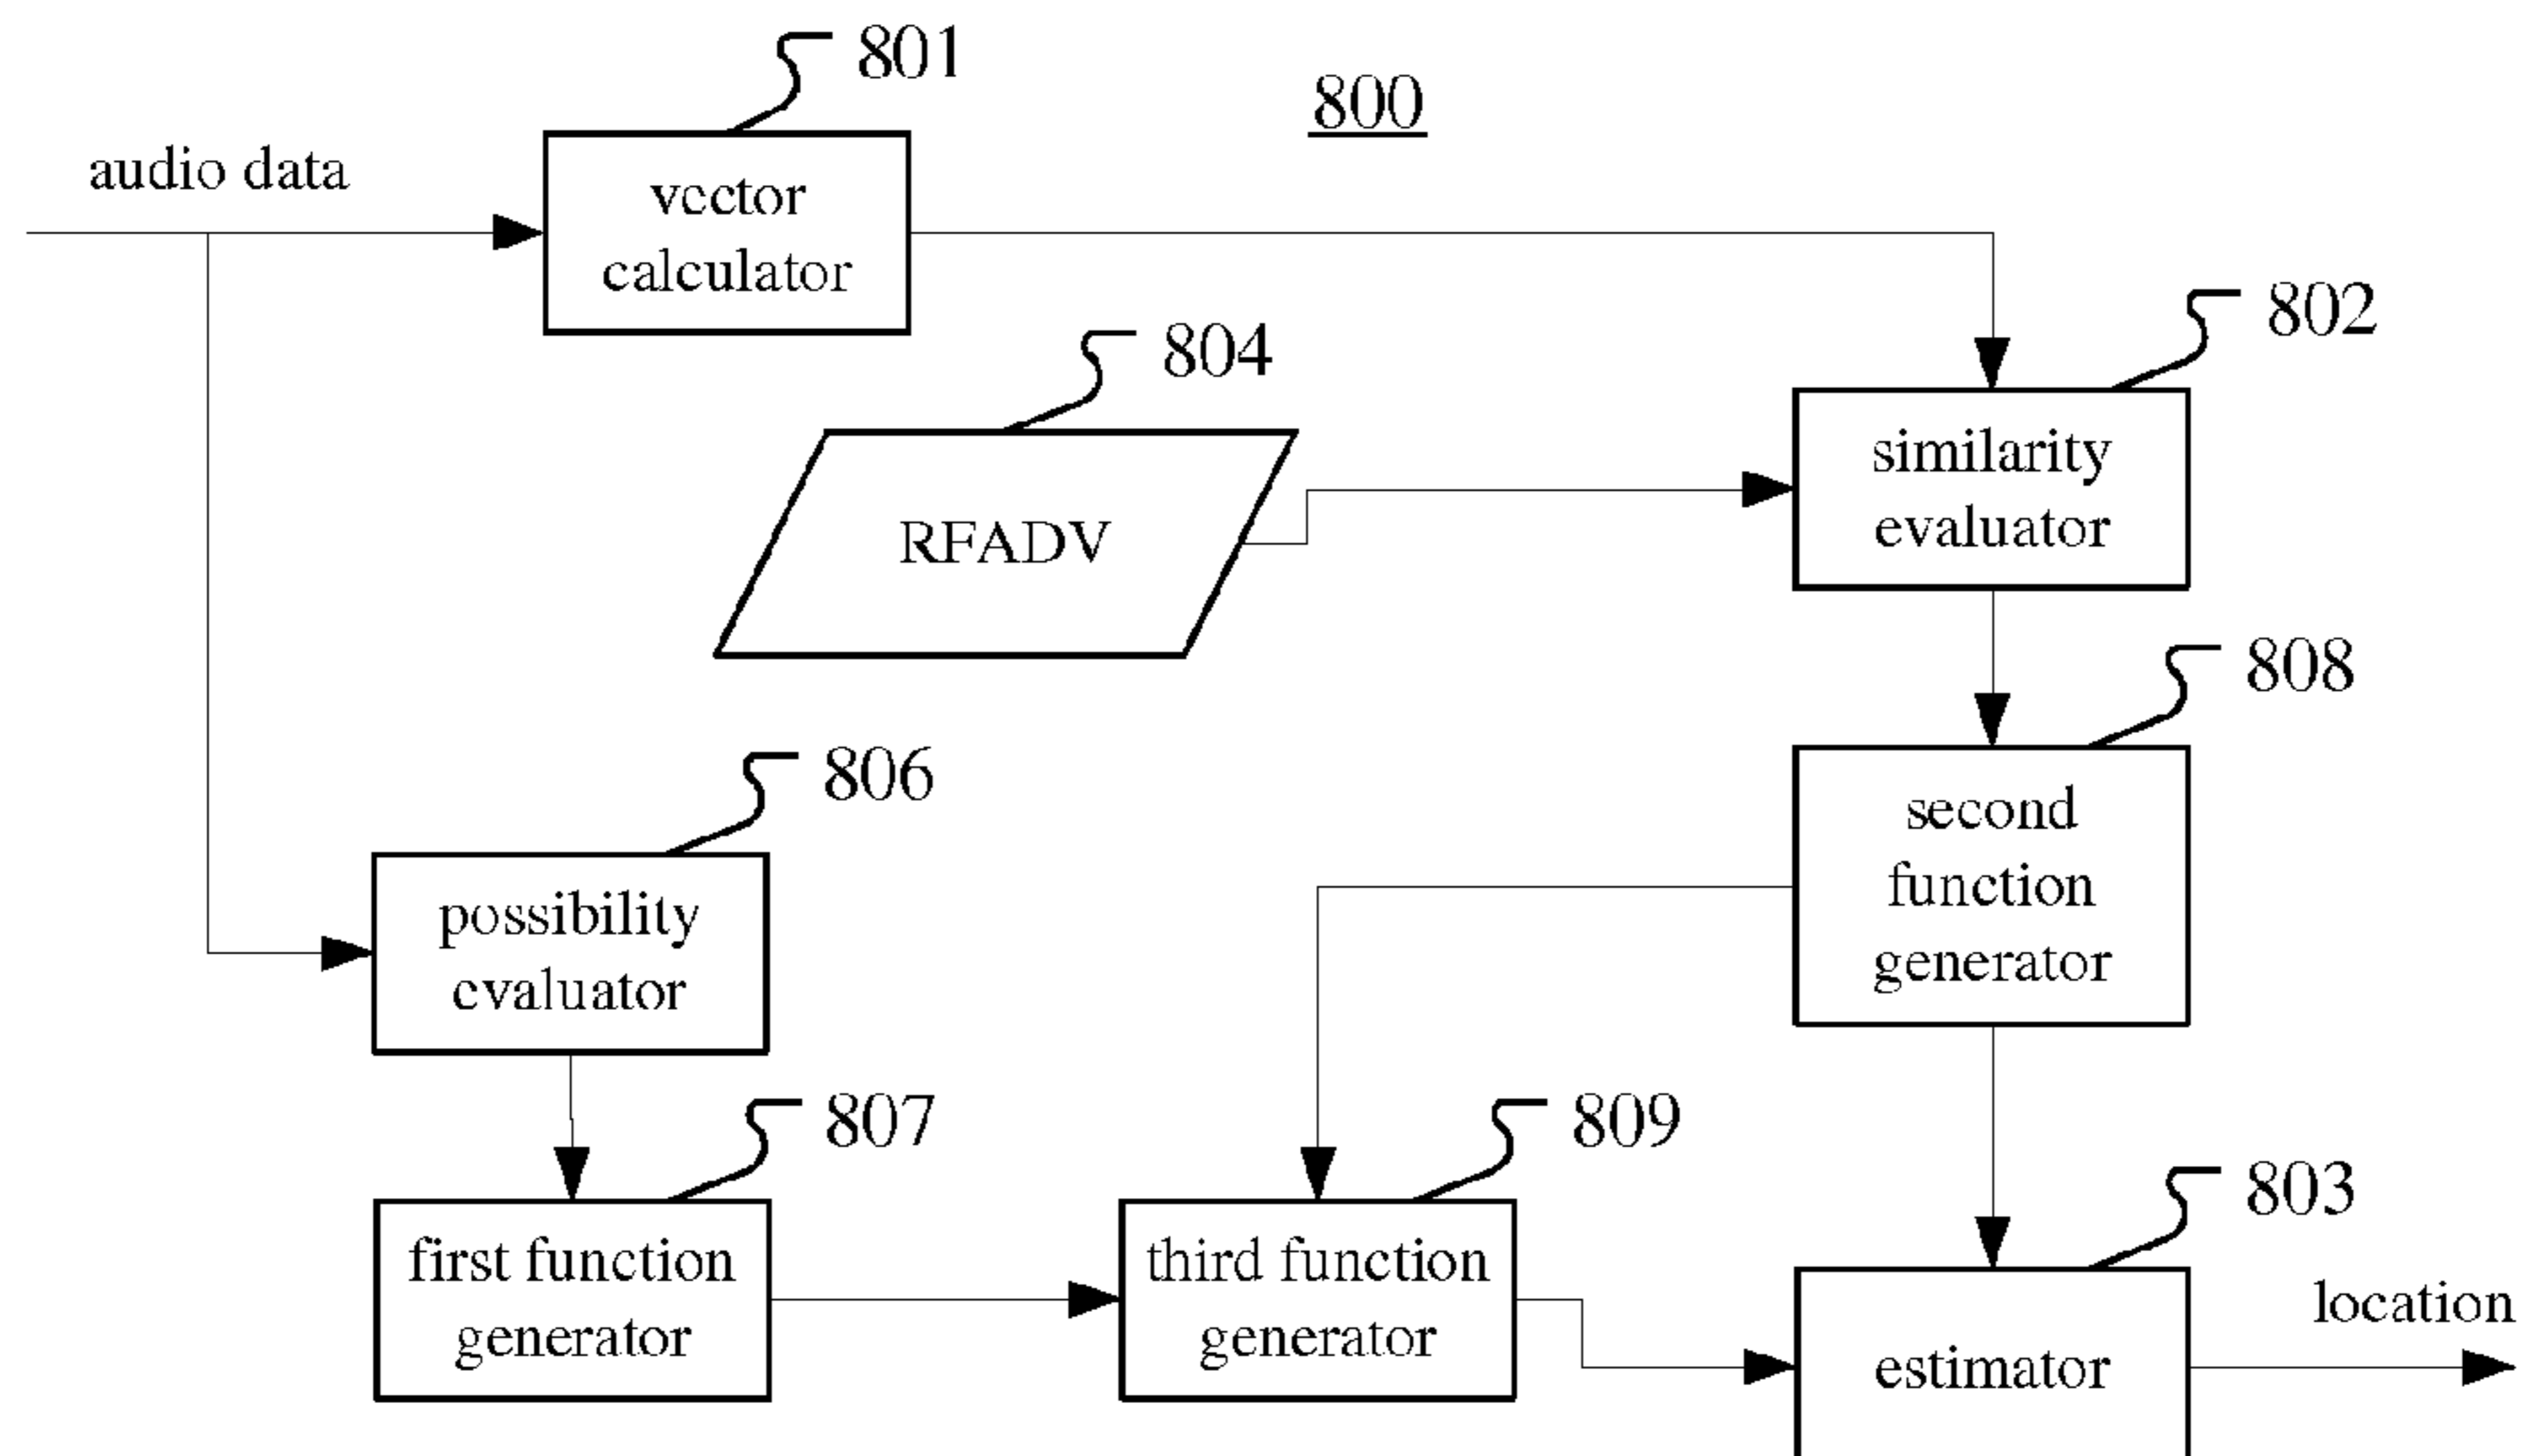 801
800
audio data
vector
calculator
802
804
similarity
evaluator
RFADV
808
806
second
function
generator
possibility
evaluator
807
809
803
first function
generator
third function
generator
location
estimator